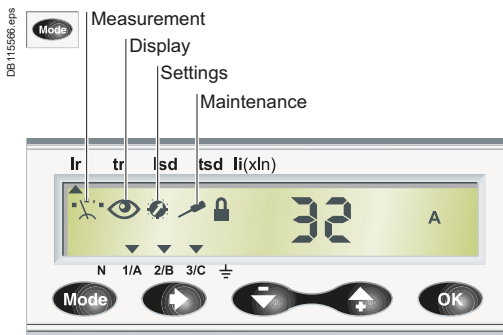 DB115566.eps
Mode
Measurement
Display
Settings
Maintenance
Ir tr Isd tsd Ii(xIn)
32 A
N 1/A 2/B 3/C
Mode OK